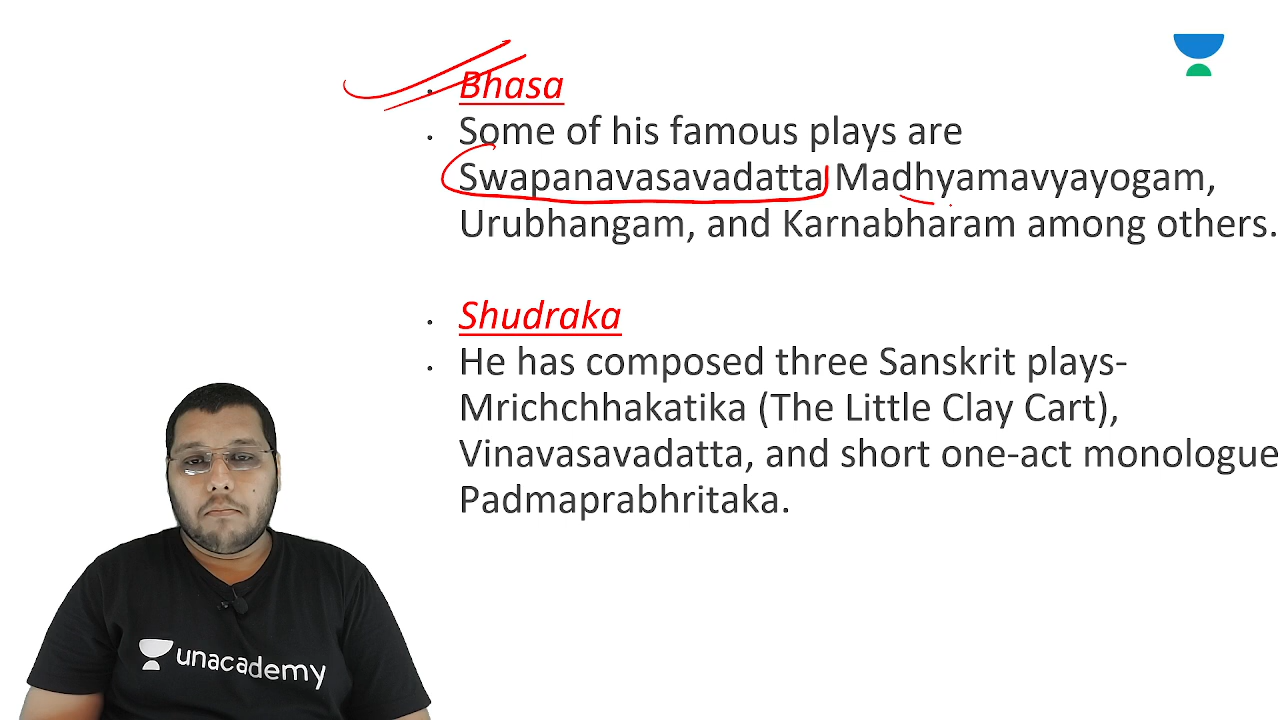 Bhasa
Some of his famous plays are
Swapanavasavadatta Madhyamavyayogam,
Urubhangam, and Karnabharam among others.
Shudraka
He has composed three Sanskrit plays-
Mrichchhakatika (The Little Clay Cart),
Vinavasavadatta, and short one-act monologue
Padmaprabhritaka.
unacademy